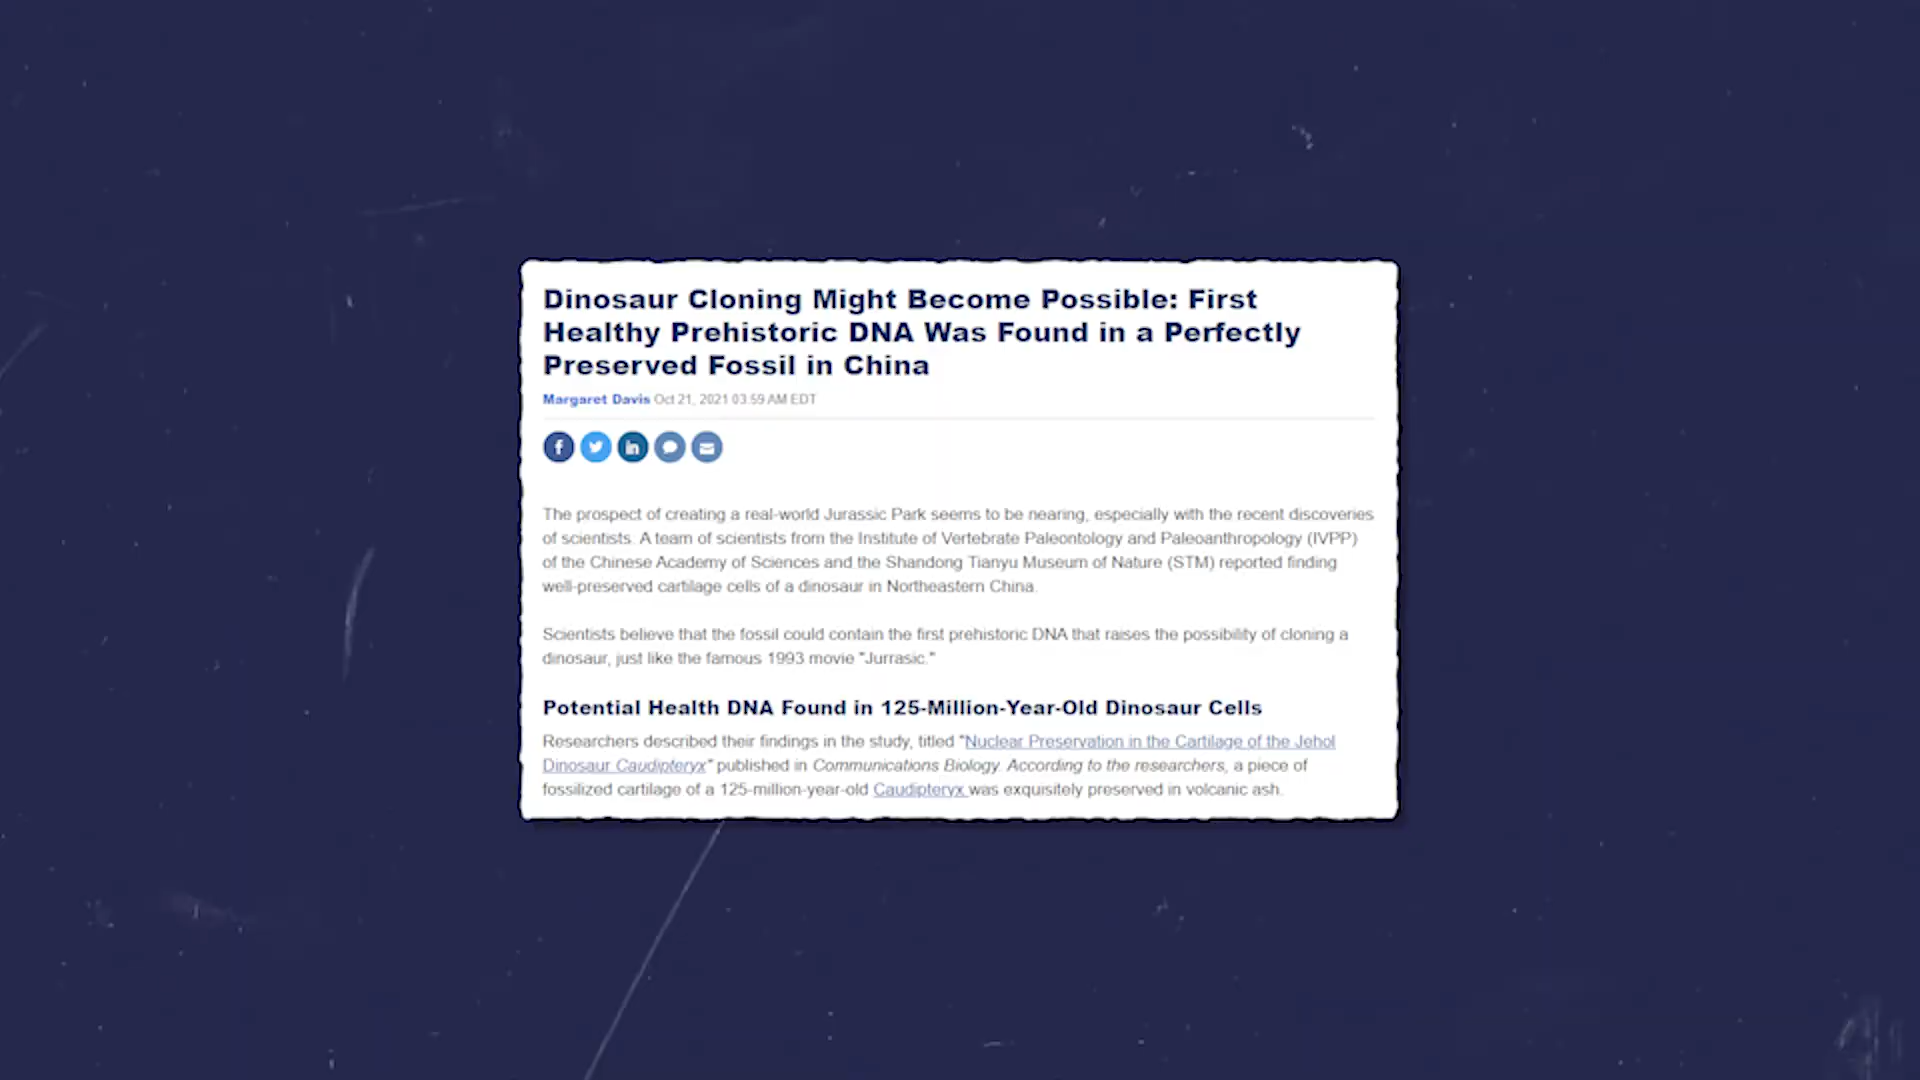 Dinosaur Cloning Might Become Possible: First
Healthy Prehistoric DNA Was Found in a Perfectly
Preserved Fossil in China
Margaret Davis Oct 21, 2021 03:59 AM EDT
The prospect of creating a real-world Jurassic Park seems to be nearing, especially with the recent discoveries
of scientists. A team of scientists from the Institute of Vertebrate Paleontology and Paleoanthropology (IVPP)
of the Chinese Academy of Sciences and the Shandong Tianyu Museum of Nature (STM) reported finding
well-preserved cartilage cells of a dinosaur in Northeastern China.
Scientists believe that the fossil could contain the first prehistoric DNA that raises the possibility of cloning a
dinosaur, just like the famous 1993 movie "Jurrasic."
Potential Health DNA Found in 125-Million-Year-Old Dinosaur Cells
Researchers described their findings in the study, titled "Nuclear Preservation in the Cartilage of the Jehol
Dinosaur Caudipteryx" published in Communications Biology. According to the researchers, a piece of
fossilized cartilage of a 125-million-year-old Caudipteryx was exquisitely preserved in volcanic ash.